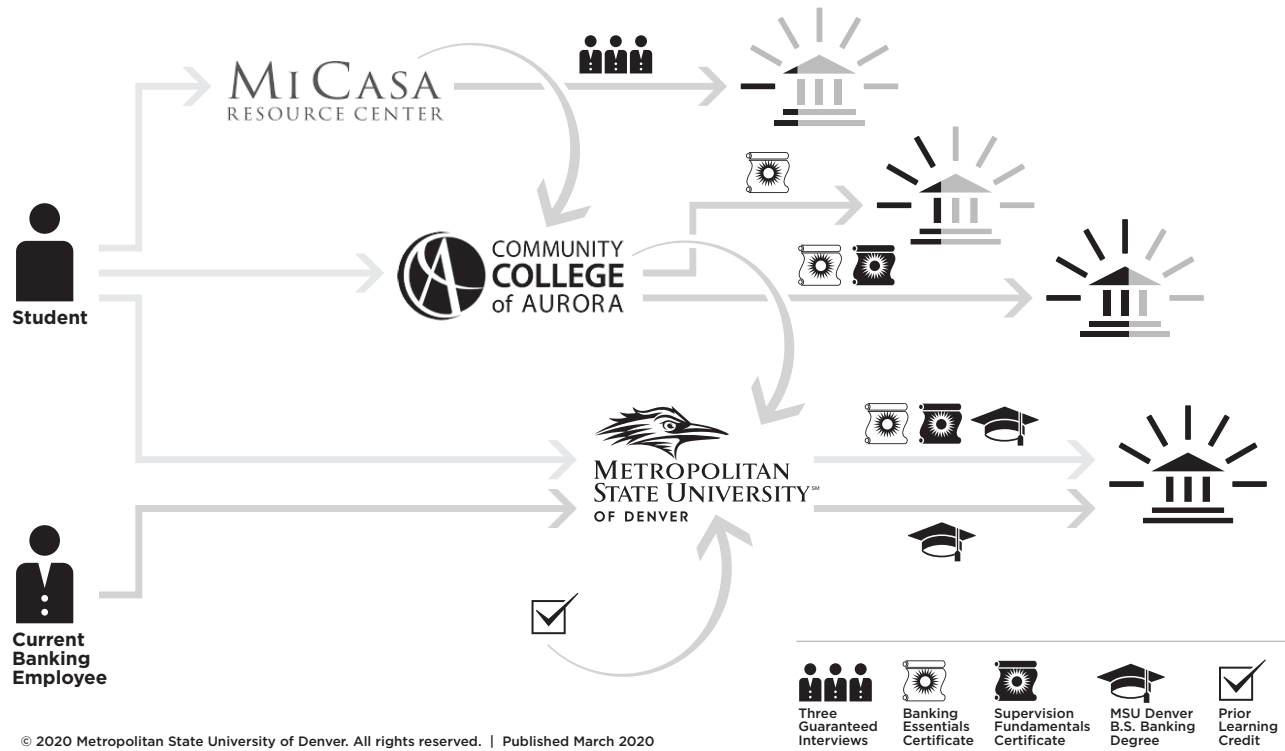 MI CASA
RESOURCE CENTER
COMMUNITY
COLLEGE
of AURORA
Student
METROPOLITAN
STATE UNIVERSITY℠
OF DENVER
Current
Banking
Employee
Three
Guaranteed
Interviews
Banking
Essentials
Certificate
Supervision
Fundamentals
Certificate
MSU Denver
B.S. Banking
Degree
Prior
Learning
Credit
© 2020 Metropolitan State University of Denver. All rights reserved. | Published March 2020